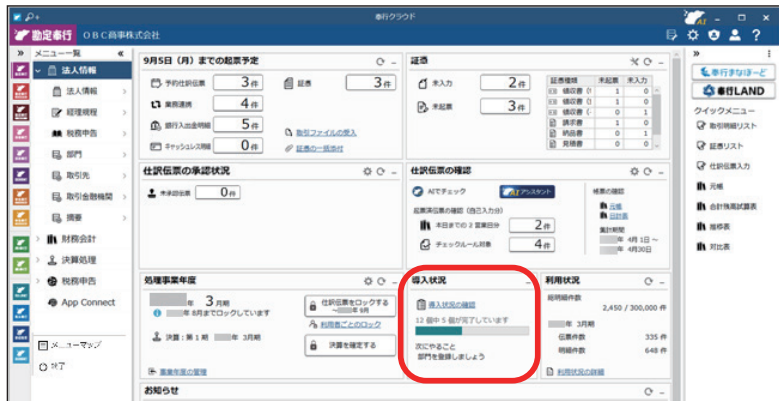 奉行クラウド
勘定奉行 OBC商事株式会社
メニュー一覧
法人情報
法人情報
経理規程
税務申告
部門
取引先
取引金融機関
摘要
財務会計
決算処理
税務申告
App Connect
メニューマップ
終了
9月5日(月)までの起票予定
予約仕訳伝票 3件
証憑 3件
業務連携 4件
銀行入出金明細 5件
キャッシュレス明細 0件
取引ファイルの受入
証憑の一括添付
証憑
未入力 2件
未起票 3件
証憑種類 未起票 未入力
領収書 1 0
領収書 1 0
領収書 0 1
請求書 1 0
納品書 0 1
見積書 0 0
仕訳伝票の承認状況
未承認伝票 0件
仕訳伝票の確認
AIでチェック
AIアシスタント
起票済伝票の確認(自己入力分)
本日までの2営業日分 2件
チェックルール対象 4件
帳票の確認
元帳
日計表
集計期間
年 4月 1日~
年 4月30日
処理事業年度
年 3月期
年 8月までロックしています
決算:第1期 年 3月期
仕訳伝票をロックする
~ 年 9月
利用者ごとのロック
決算を確定する
事業年度の管理
導入状況
導入状況の確認
12 個中 5 個が完了しています
次にやること
部門を登録しましょう
利用状況
総明細件数
2,450 / 300,000 件
年 3月期
伝票件数 335 件
明細件数 648 件
利用状況の詳細
お知らせ
奉行まなぼーど
奉行LAND
クイックメニュー
取引明細リスト
証憑リスト
仕訳伝票入力
元帳
合計残高試算表
推移表
対比表